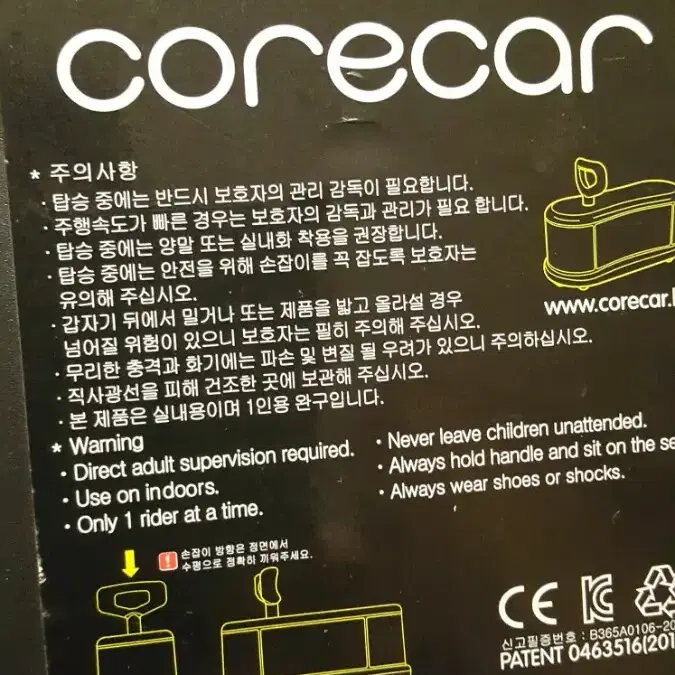 corecar
* 주의사항
· 탑승 중에는 반드시 보호자의 관리 감독이 필요합니다.
· 주행속도가 빠른 경우는 보호자의 감독과 관리가 필요 합니다.
· 탑승 중에는 양말 또는 실내화 착용을 권장합니다.
· 탑승 중에는 안전을 위해 손잡이를 꼭 잡도록 보호자는
유의해 주십시오.
· 갑자기 뒤에서 밀거나 또는 제품을 밟고 올라설 경우
넘어질 위험이 있으니 보호자는 필히 주의해 주십시오.
· 무리한 충격과 화기에는 파손 및 변질 될 우려가 있으니 주의하십시오.
· 직사광선을 피해 건조한 곳에 보관해 주십시오.
· 본 제품은 실내용이며 1인용 완구입니다.
www.corecar.
* Warning
· Direct adult supervision required.
· Use on indoors.
· Only 1 rider at a time.
· Never leave children unattended.
· Always hold handle and sit on the
· Always wear shoes or shocks.
! 손잡이 방향은 정면에서
수평으로 정확히 끼워주세요.
CE
신고필증번호 : B365A0106-20
PATENT 0463516(201